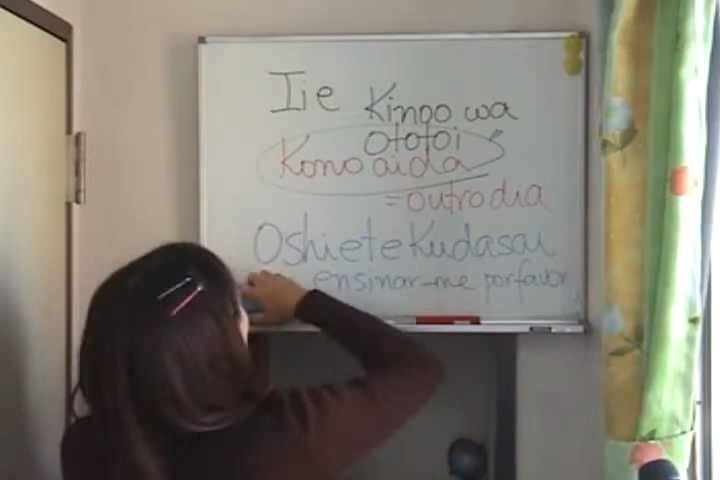 Iie Kinoo wa
ototoi "
Kono aida
= outro dia
Oshiete Kudasai
ensinar-me por favor